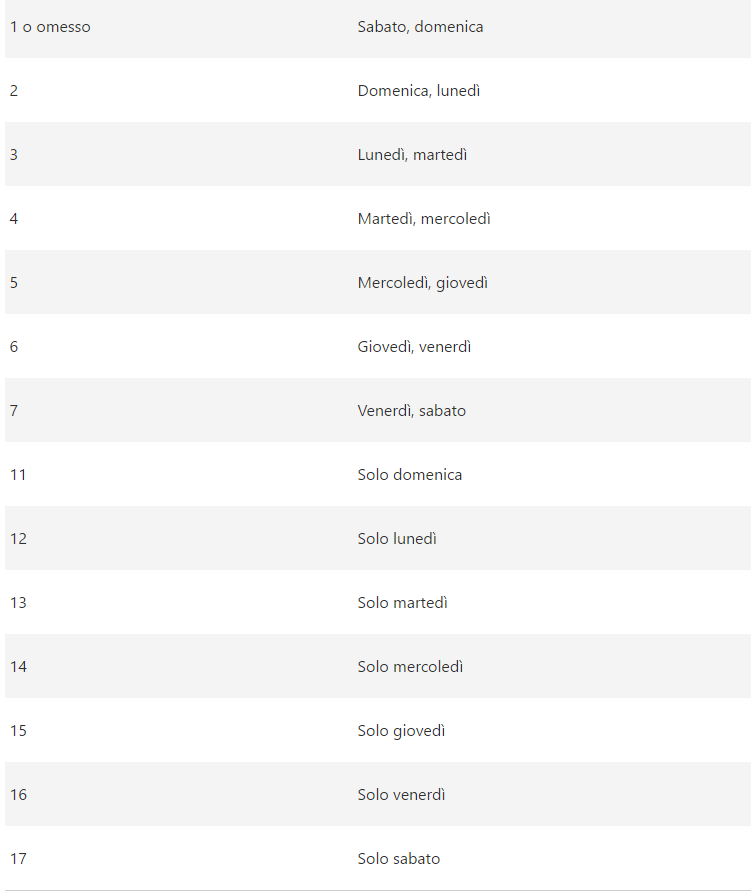 1 o omesso Sabato, domenica
2 Domenica, lunedì
3 Lunedì, martedì
4 Martedì, mercoledì
5 Mercoledì, giovedì
6 Giovedì, venerdì
7 Venerdì, sabato
11 Solo domenica
12 Solo lunedì
13 Solo martedì
14 Solo mercoledì
15 Solo giovedì
16 Solo venerdì
17 Solo sabato